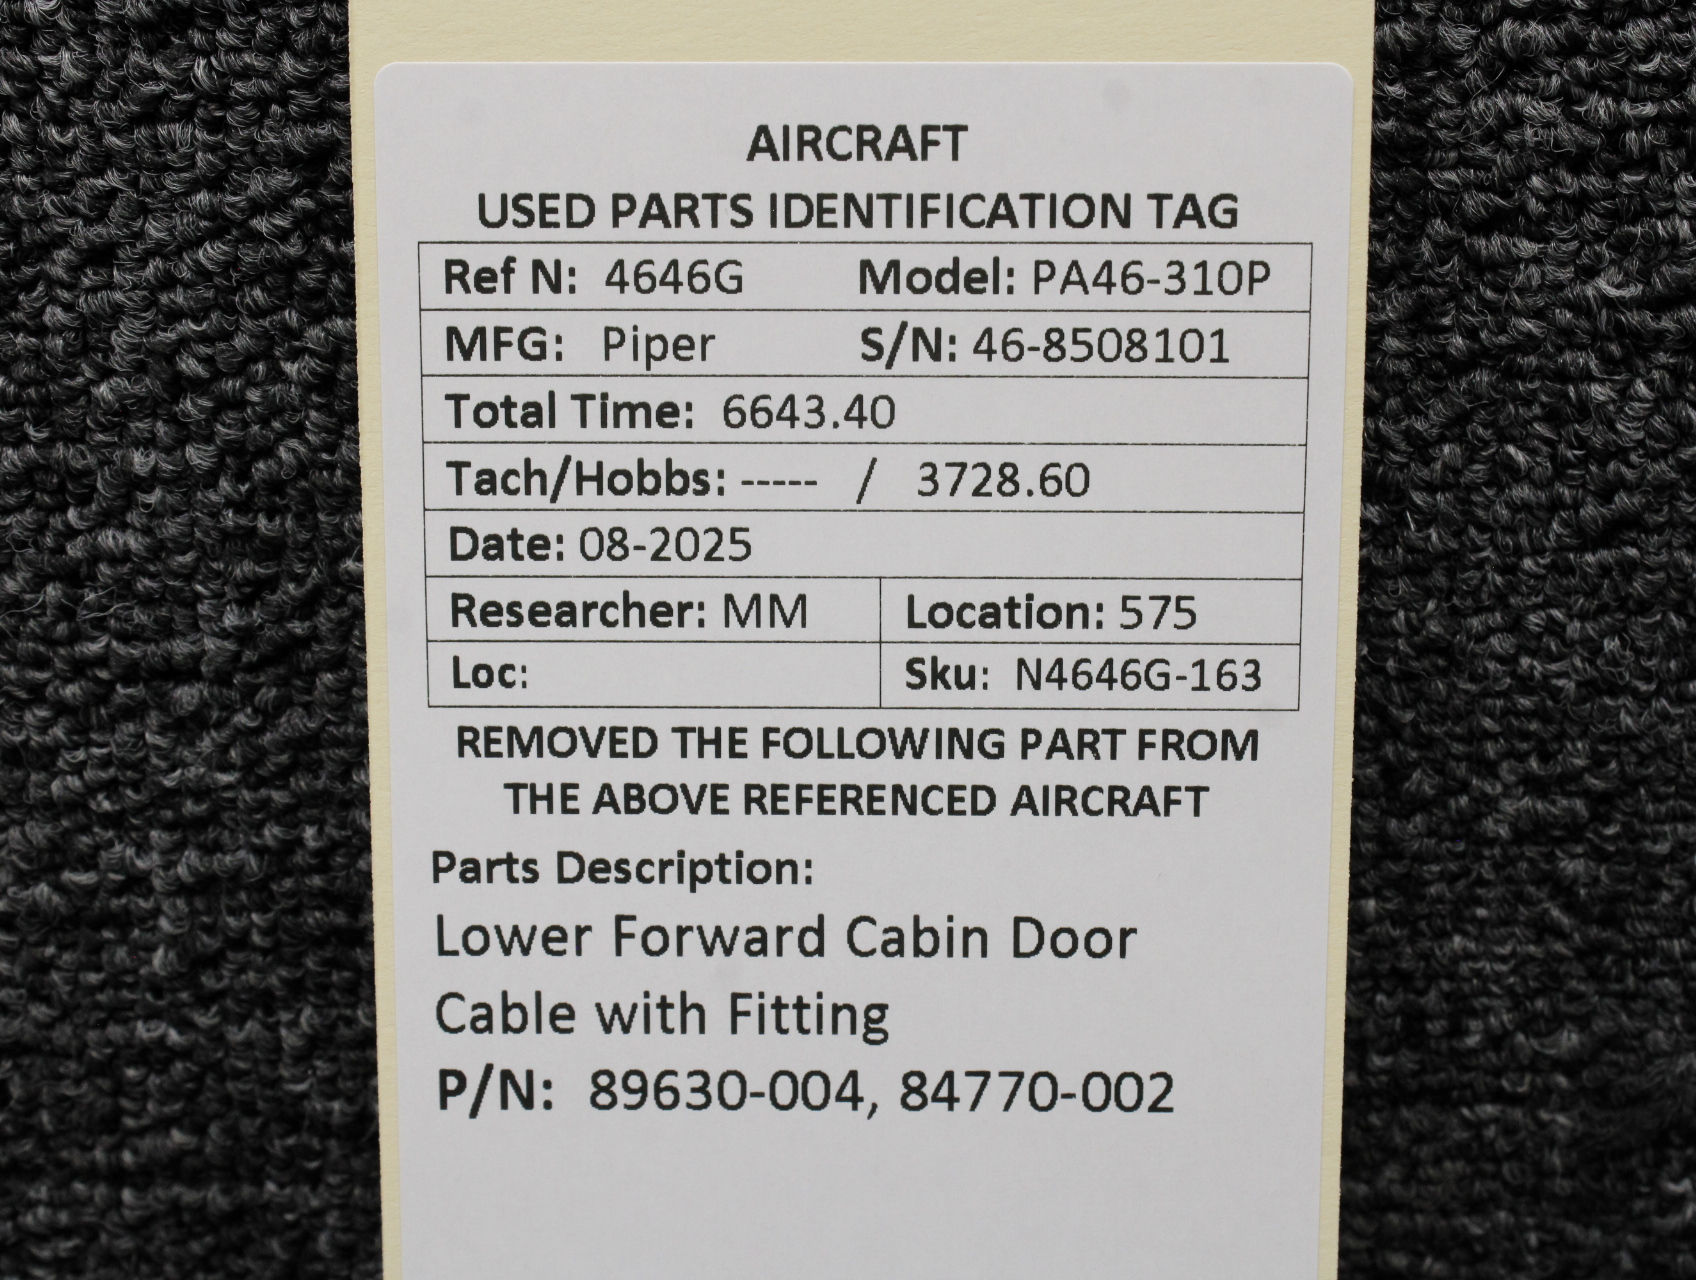 AIRCRAFT
USED PARTS IDENTIFICATION TAG
Ref N: 4646G Model: PA46-310P
MFG: Piper S/N: 46-8508101
Total Time: 6643.40
Tach/Hobbs: ----- / 3728.60
Date: 08-2025
Researcher: MM Location: 575
Loc: Sku: N4646G-163
REMOVED THE FOLLOWING PART FROM
THE ABOVE REFERENCED AIRCRAFT
Parts Description:
Lower Forward Cabin Door
Cable with Fitting
P/N: 89630-004, 84770-002